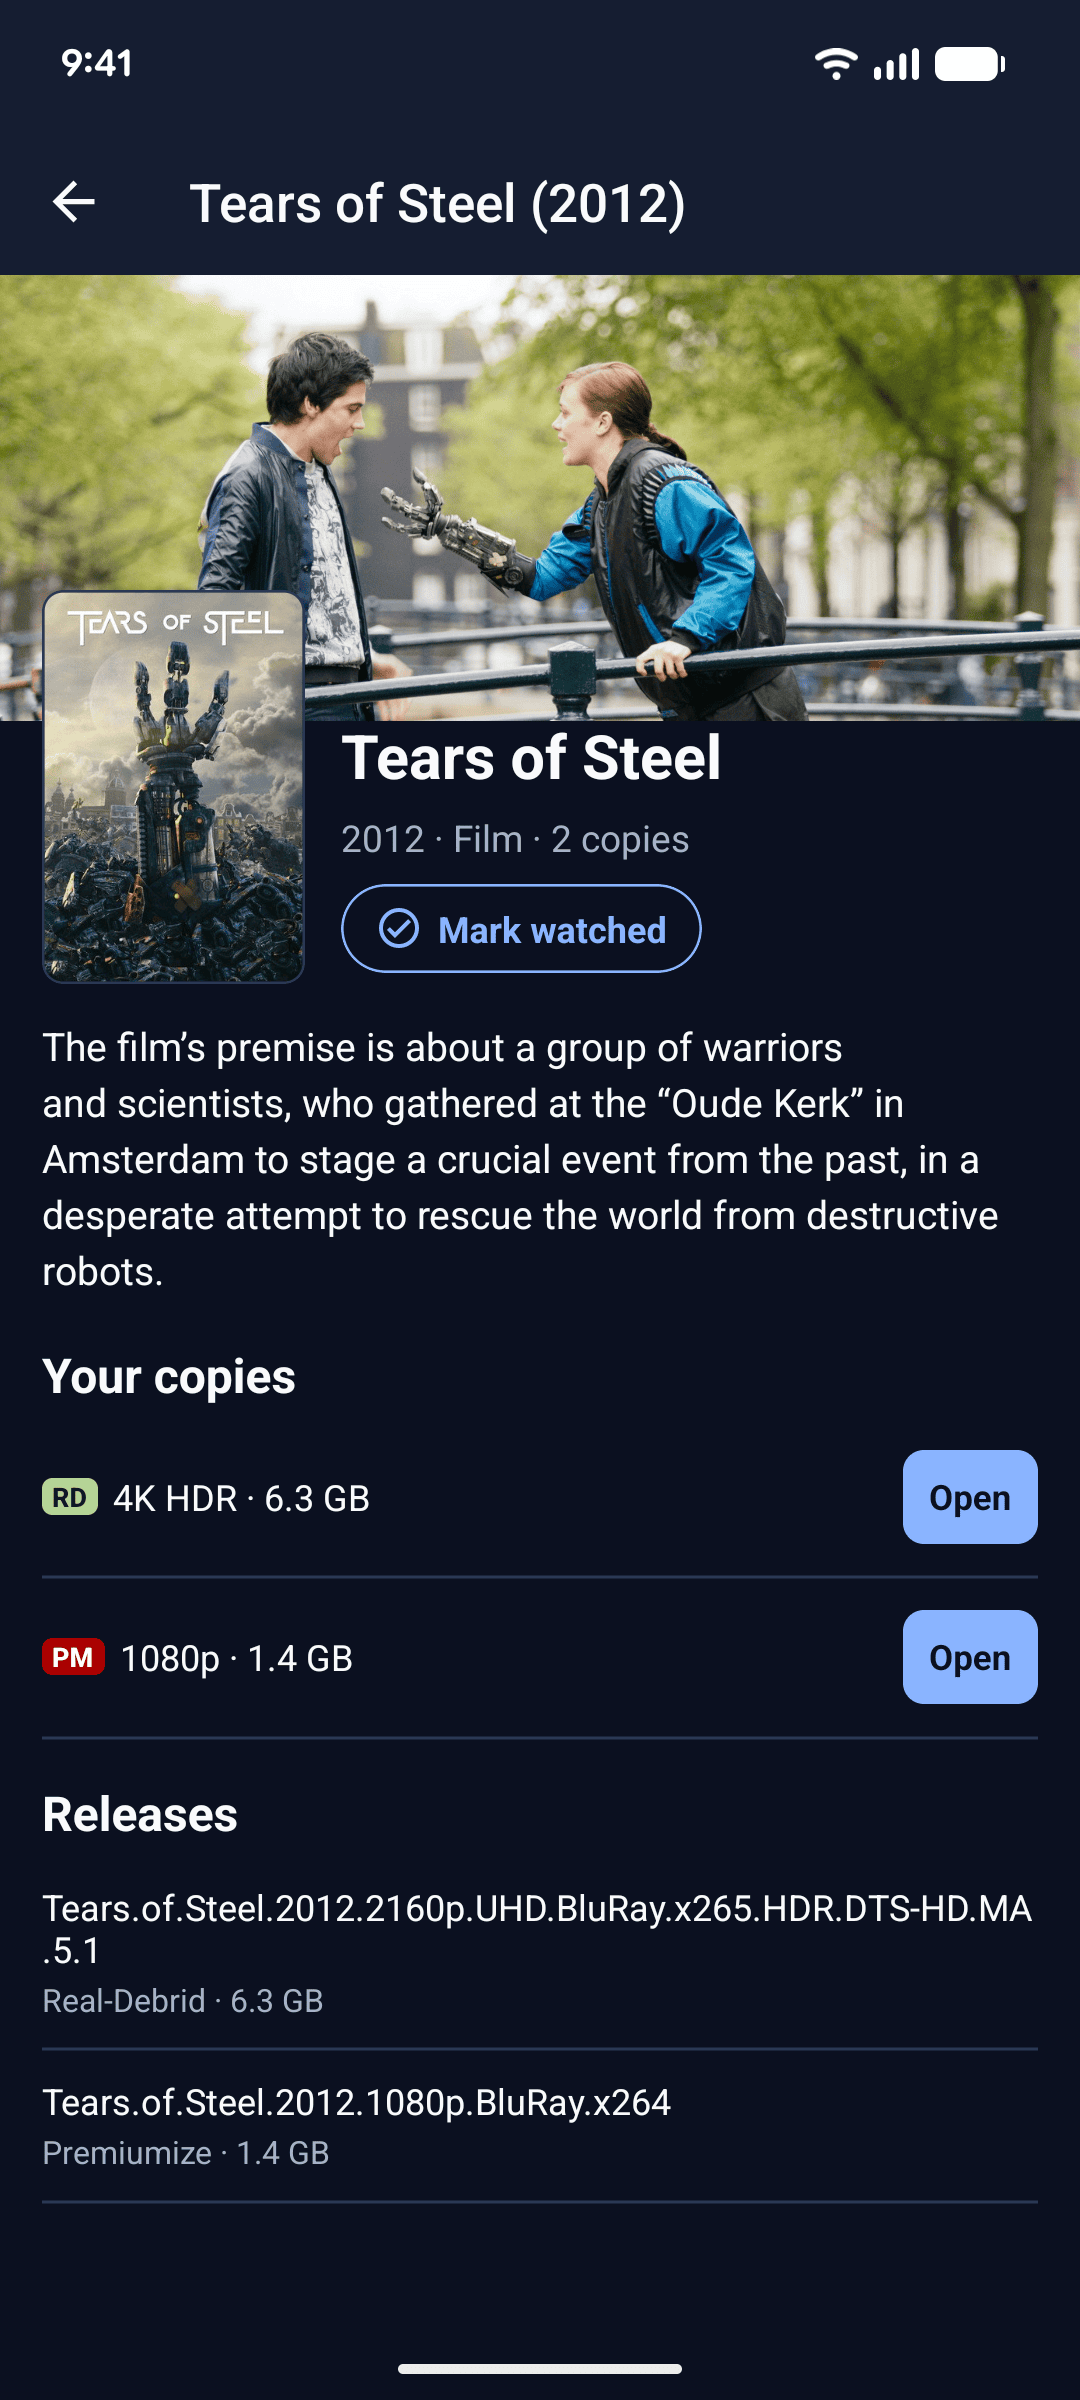 9:41
Tears of Steel (2012)
TEARS OF STEEL
Tears of Steel
2012 · Film · 2 copies
Mark watched
The film’s premise is about a group of warriors
and scientists, who gathered at the “Oude Kerk” in
Amsterdam to stage a crucial event from the past, in a
desperate attempt to rescue the world from destructive
robots.
Your copies
RD 4K HDR · 6.3 GB Open
PM 1080p · 1.4 GB Open
Releases
Tears.of.Steel.2012.2160p.UHD.BluRay.x265.HDR.DTS-HD.MA
.5.1
Real-Debrid · 6.3 GB
Tears.of.Steel.2012.1080p.BluRay.x264
Premiumize · 1.4 GB